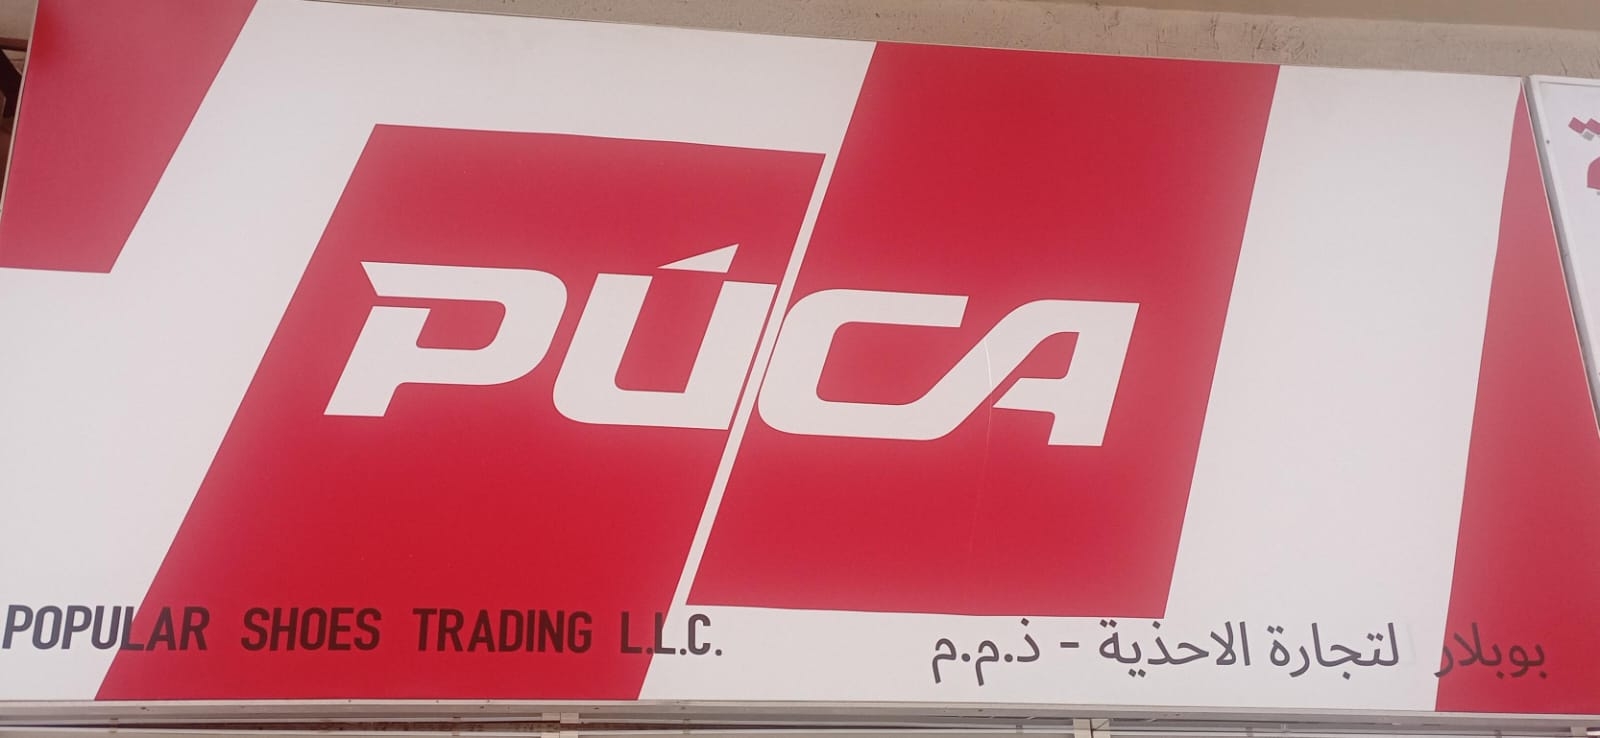 PÚCA
POPULAR SHOES TRADING L.L.C.
بوبلار لتجارة الاحذية - ذ.م.م